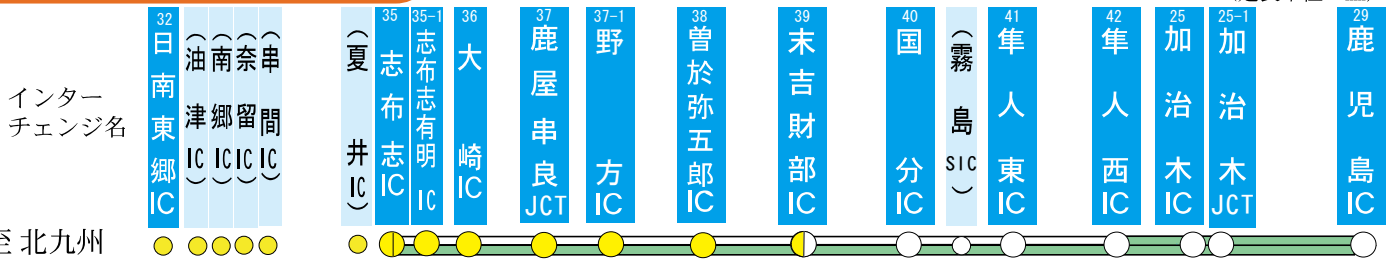 32
日南東郷IC
(油津IC)
(南郷IC)
(奈留IC)
(串間IC)
(夏井IC)
35
志布志IC
35-1
志布志有明IC
36
大崎IC
37
鹿屋串良JCT
37-1
野方IC
38
曽於弥五郎IC
39
末吉財部IC
40
国分IC
(霧島SIC)
41
隼人東IC
42
隼人西IC
25
加治木IC
25-1
加治木JCT
29
鹿児島IC
インター
チェンジ名
至 北九州